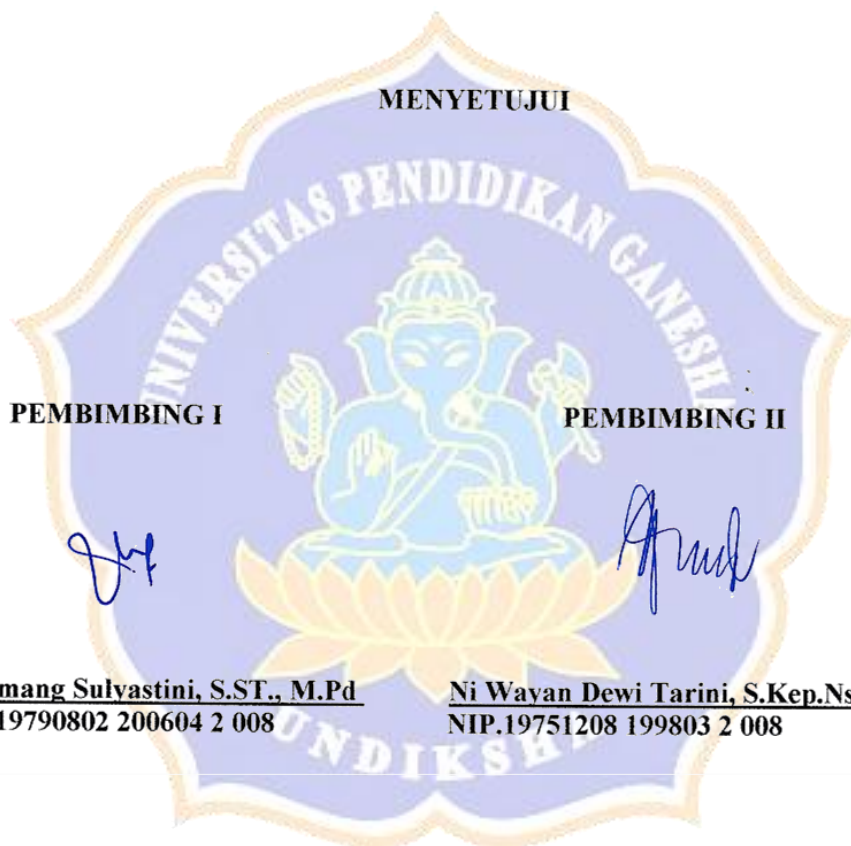 MENYETUJUI
UNIVERSITAS PENDIDIKAN GANESHA
PEMBIMBING I
PEMBIMBING II
mang Sulyastini, S.ST., M.Pd
Ni Wayan Dewi Tarini, S.Kep.Ns
19790802 200604 2 008
NIP.19751208 199803 2 008
UNDIKSHA